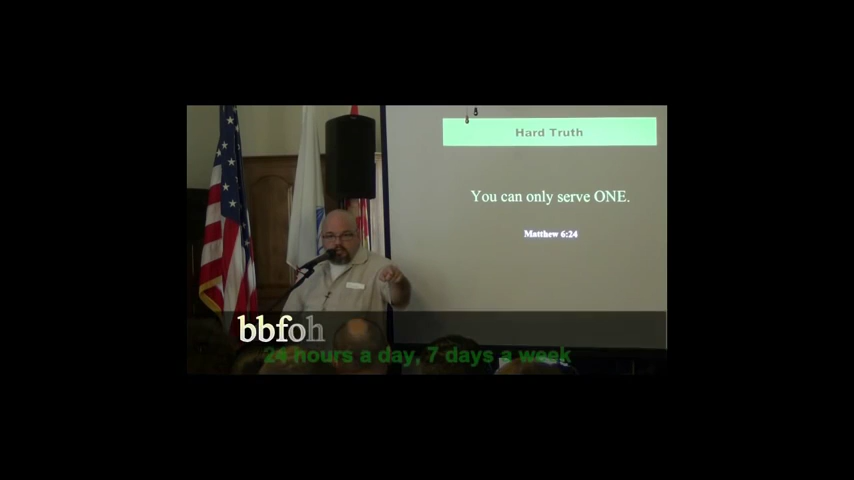 Hard Truth
You can only serve ONE.
Matthew 6:24
bbfoh
24 hours a day, 7 days a week